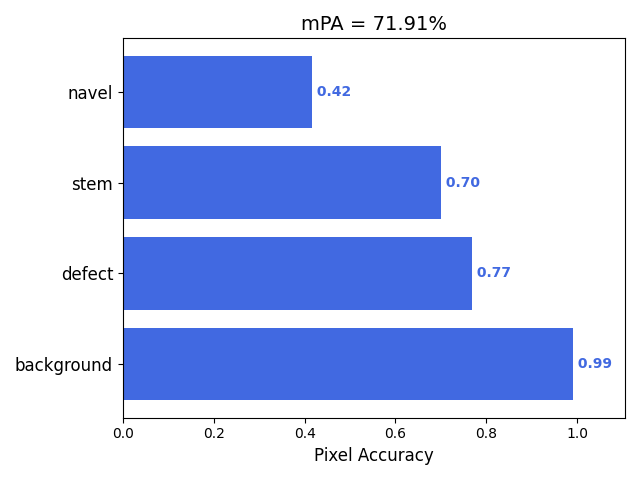 mPA = 71.91%
navel
0.42
stem
0.70
defect
0.77
background
0.99
0.0 0.2 0.4 0.6 0.8 1.0
Pixel Accuracy